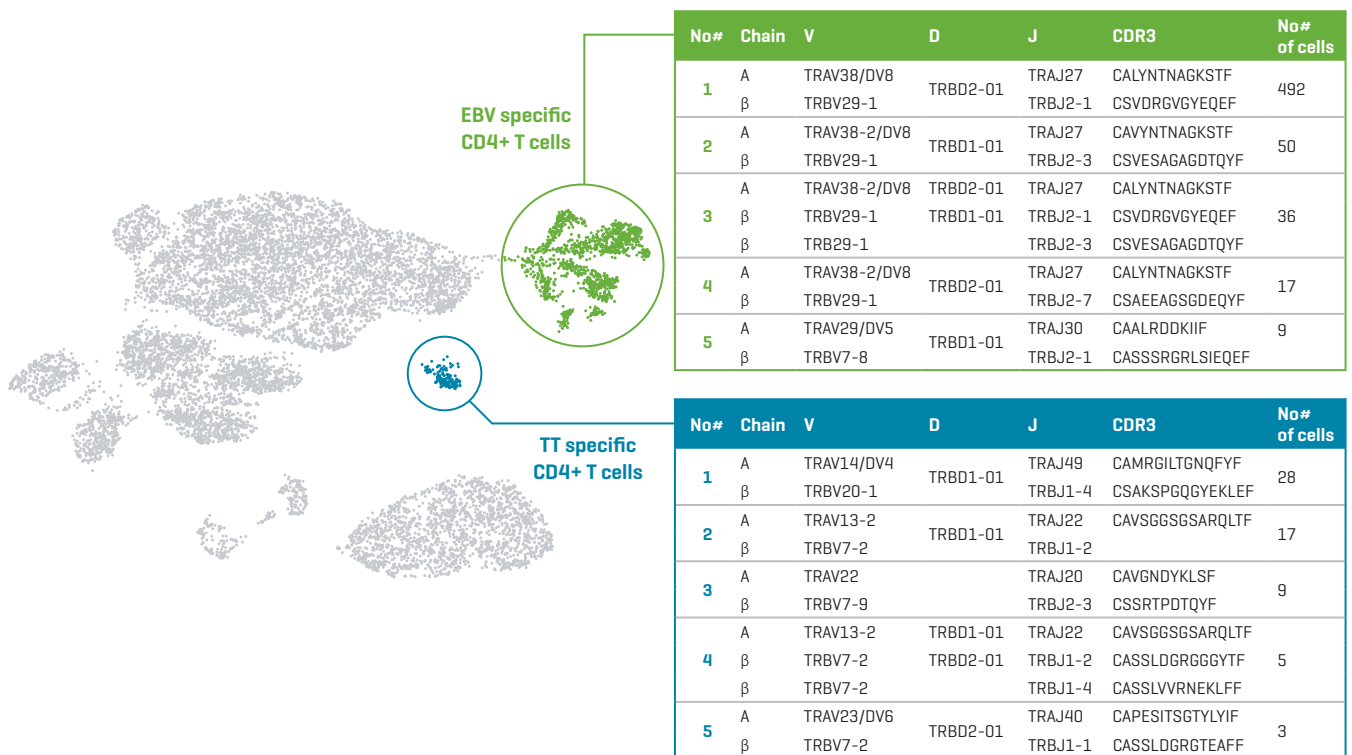 No# Chain V D J CDR3 No# of cells
1 A TRAV38/DV8 TRBD2-01 TRAJ27 CALYNTNAGKSTF 492
β TRBV29-1 TRBJ2-1 CSVDRGVGYEQEF
2 A TRAV38-2/DV8 TRBD1-01 TRAJ27 CAVYNTNAGKSTF 50
β TRBV29-1 TRBJ2-3 CSVESAGAGDTQYF
3 A TRAV38-2/DV8 TRBD2-01 TRAJ27 CALYNTNAGKSTF 36
β TRBV29-1 TRBD1-01 TRBJ2-1 CSVDRGVGYEQEF
β TRB29-1 TRBJ2-3 CSVESAGAGDTQYF
4 A TRAV38-2/DV8 TRBD2-01 TRAJ27 CALYNTNAGKSTF 17
β TRBV29-1 TRBJ2-7 CSAEEAGSGDEQYF
5 A TRAV29/DV5 TRBD1-01 TRAJ30 CAALRDDKIIF 9
β TRBV7-8 TRBJ2-1 CASSSRGRLSIEQEF
EBV specific
CD4+ T cells
No# Chain V D J CDR3 No# of cells
1 A TRAV14/DV4 TRBD1-01 TRAJ49 CAMRGILTGNQFYF 28
β TRBV20-1 TRBJ1-4 CSAKSPGQGYEKLEF
2 A TRAV13-2 TRBD1-01 TRAJ22 CAVSGGSGSARQLTF 17
β TRBV7-2 TRBJ1-2
3 A TRAV22 TRAJ20 CAVGNDYKLSF 9
β TRBV7-9 TRBJ2-3 CSSRTPDTQYF
4 A TRAV13-2 TRBD1-01 TRAJ22 CAVSGGSGSARQLTF 5
β TRBV7-2 TRBD2-01 TRBJ1-2 CASSLDGRGGGYTF
β TRBV7-2 TRBJ1-4 CASSLVVRNEKLFF
5 A TRAV23/DV6 TRBD2-01 TRAJ40 CAPESITSGTYLYIF 3
β TRBV7-2 TRBJ1-1 CASSLDGRGTEAFF
TT specific
CD4+ T cells